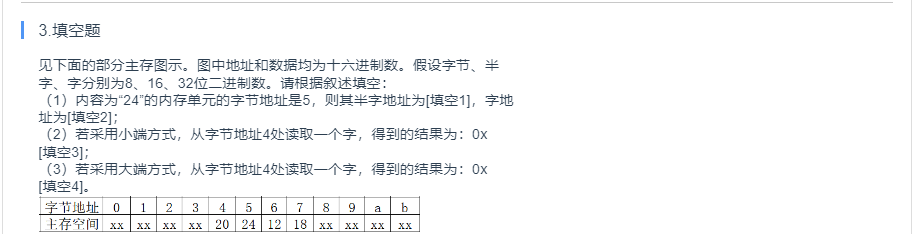 3.填空题
见下面的部分主存图示。图中地址和数据均为十六进制数。假设字节、半
字、字分别为8、16、32位二进制数。请根据叙述填空：
（1）内容为“24”的内存单元的字节地址是5，则其半字地址为[填空1]，字地
址为[填空2]；
（2）若采用小端方式，从字节地址4处读取一个字，得到的结果为：0x
[填空3]；
（3）若采用大端方式，从字节地址4处读取一个字，得到的结果为：0x
[填空4]。
字节地址 0 1 2 3 4 5 6 7 8 9 a b
主存空间 xx xx xx xx 20 24 12 18 xx xx xx xx